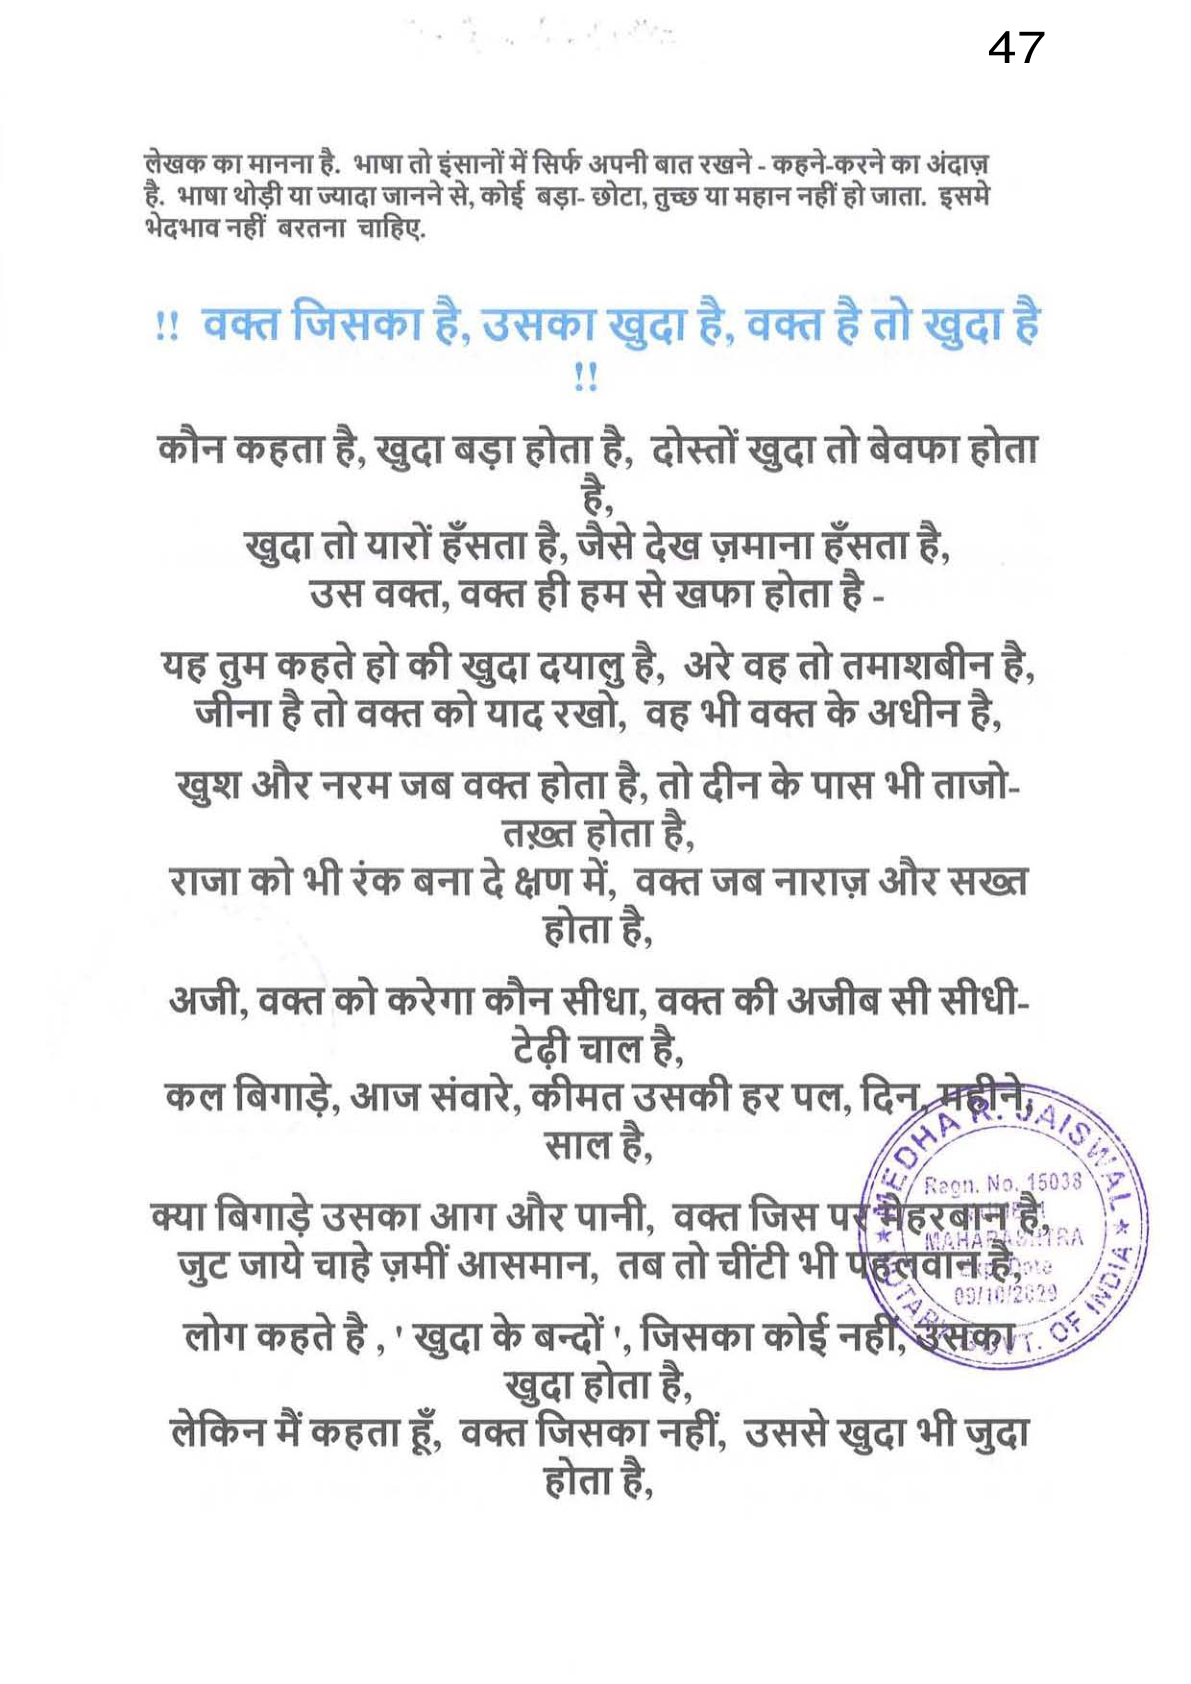 47
लेखक का मानना है. भाषा तो इंसानों में सिर्फ अपनी बात रखने - कहने-करने का अंदाज़
है. भाषा थोड़ी या ज्यादा जानने से, कोई बड़ा- छोटा, तुच्छ या महान नहीं हो जाता. इसमे
भेदभाव नहीं बरतना चाहिए.
!! वक्त जिसका है, उसका खुदा है, वक्त है तो खुदा है
!!
कौन कहता है, खुदा बड़ा होता है, दोस्तों खुदा तो बेवफा होता
है,
खुदा तो यारों हँसता है, जैसे देख ज़माना हँसता है,
उस वक्त, वक्त ही हम से खफा होता है -
यह तुम कहते हो की खुदा दयालु है, अरे वह तो तमाशबीन है,
जीना है तो वक्त को याद रखो, वह भी वक्त के अधीन है,
खुश और नरम जब वक्त होता है, तो दीन के पास भी ताजो-
तख़्त होता है,
राजा को भी रंक बना दे क्षण में, वक्त जब नाराज़ और सख्त
होता है,
अजी, वक्त को करेगा कौन सीधा, वक्त की अजीब सी सीधी-
टेढ़ी चाल है,
कल बिगाड़े, आज संवारे, कीमत उसकी हर पल, दिन, महीने,
साल है,
क्या बिगाड़े उसका आग और पानी, वक्त जिस पर मेहरबान है,
जुट जाये चाहे ज़मीं आसमान, तब तो चींटी भी पहलवान है,
लोग कहते है , ' खुदा के बन्दों ', जिसका कोई नहीं, उसका
खुदा होता है,
लेकिन मैं कहता हूँ, वक्त जिसका नहीं, उससे खुदा भी जुदा
होता है,
MEDHA R. JAISWAL
Regn. No. 15038
MAHARASHTRA
Date
09/10/2029
NOTARY GOVT. OF INDIA